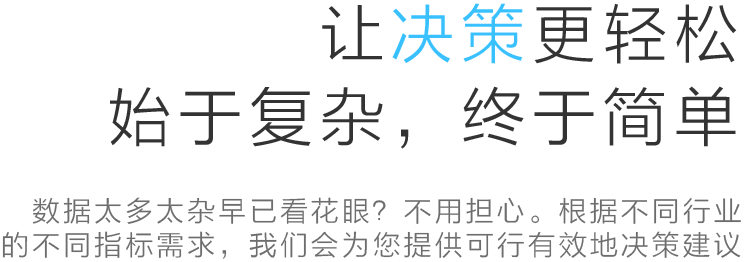 让决策更轻松
始于复杂，终于简单
数据太多太杂早已看花眼？不用担心。根据不同行业
的不同指标需求，我们会为您提供可行有效地决策建议